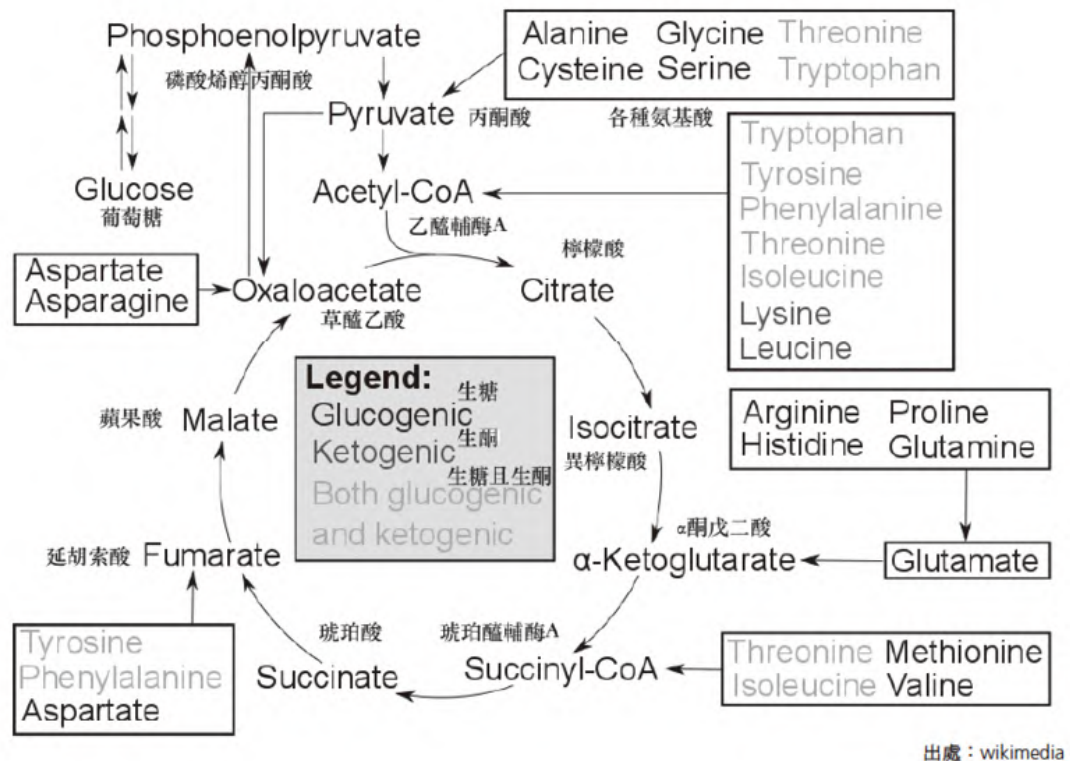 Phosphoenolpyruvate
磷酸烯醇丙酮酸
Alanine Glycine Threonine
Cysteine Serine Tryptophan
Pyruvate 丙酮酸
各種氨基酸
Glucose
葡萄糖
Acetyl-CoA
乙醯輔酶A
Tryptophan
Tyrosine
Phenylalanine
Threonine
Isoleucine
Lysine
Leucine
Aspartate
Asparagine
Oxaloacetate
草醯乙酸
檸檬酸
Citrate
Legend:
Glucogenic 生糖
Ketogenic 生酮
生糖且生酮
Both glucogenic
and ketogenic
蘋果酸 Malate
Isocitrate
異檸檬酸
Arginine Proline
Histidine Glutamine
延胡索酸 Fumarate
α酮戊二酸
α-Ketoglutarate
Glutamate
Tyrosine
Phenylalanine
Aspartate
琥珀酸
Succinate
琥珀醯輔酶A
Succinyl-CoA
Threonine Methionine
Isoleucine Valine
出處：wikimedia